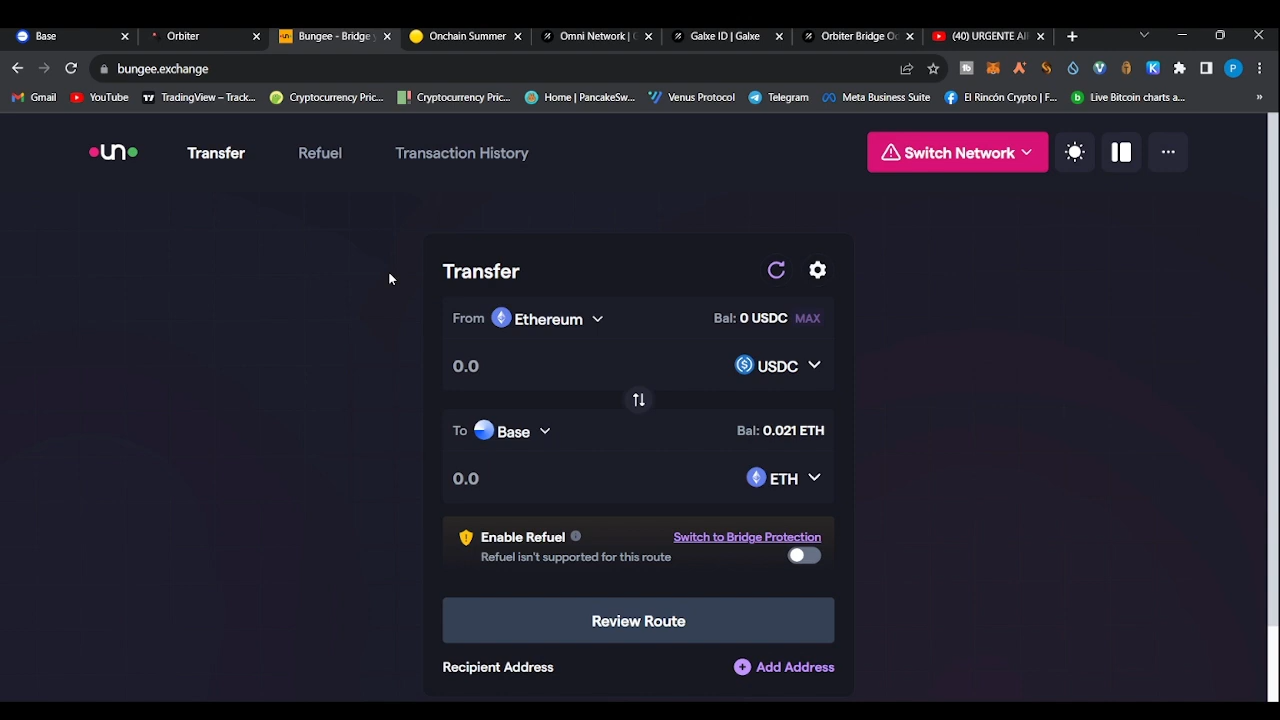 Base
Orbiter
Bungee - Bridge
Onchain Summer
Omni Network | G
Galxe ID | Galxe
Orbiter Bridge O
(40) URGENTE AI
bungee.exchange
P
Gmail
YouTube
TradingView – Track...
Cryptocurrency Pric...
Cryptocurrency Pric...
Home | PancakeSw...
Venus Protocol
Telegram
Meta Business Suite
El Rincón Crypto | F...
Live Bitcoin charts a...
»
un
Transfer
Refuel
Transaction History
Switch Network
Transfer
From Ethereum
Bal: 0 USDC MAX
0.0
USDC
To Base
Bal: 0.021 ETH
0.0
ETH
Enable Refuel
Switch to Bridge Protection
Refuel isn't supported for this route
Review Route
Recipient Address
Add Address